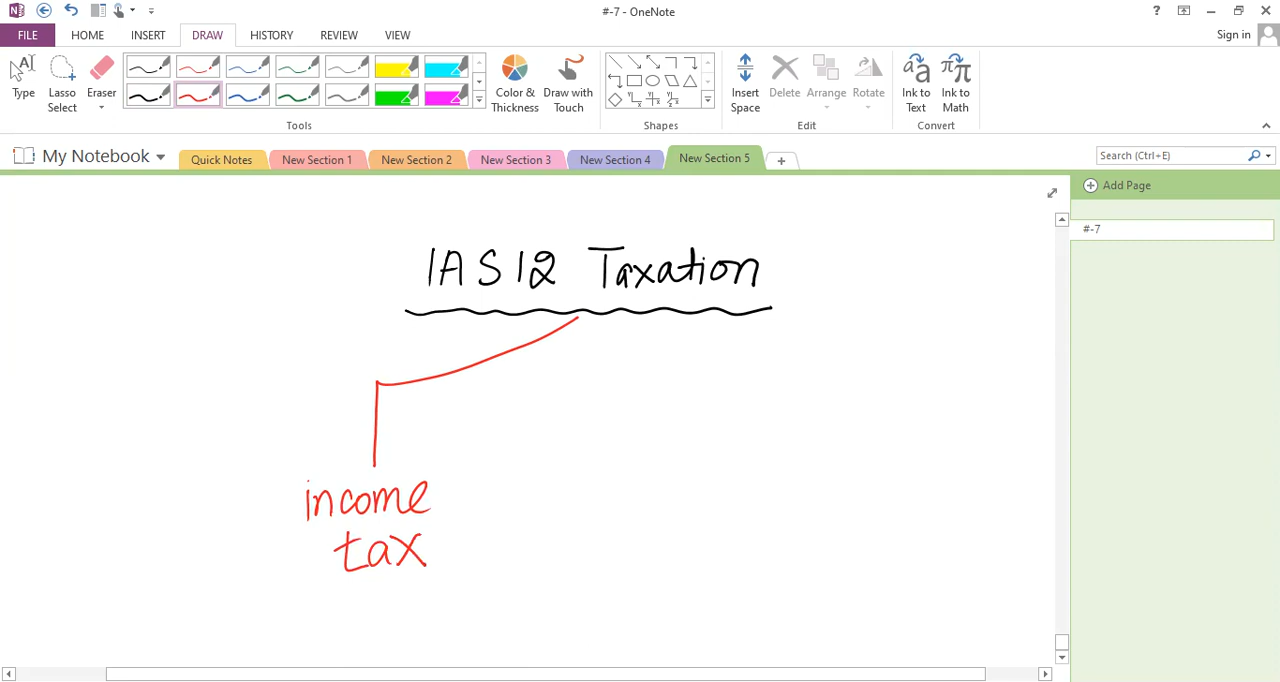 #-7 - OneNote
?
Sign in
FILE HOME INSERT DRAW HISTORY REVIEW VIEW
Type
Lasso Select
Eraser
Color & Thickness
Draw with Touch
Insert Space
Delete
Arrange
Rotate
Ink to Text
Ink to Math
Tools
Shapes
Edit
Convert
My Notebook
Quick Notes New Section 1 New Section 2 New Section 3 New Section 4 New Section 5 +
Search (Ctrl+E)
Add Page
#-7
IAS 12 Taxation
income
tax